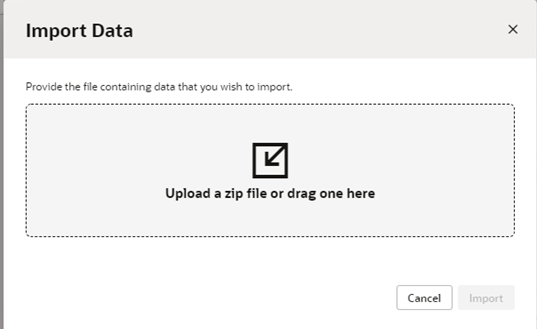 Import Data
Provide the file containing data that you wish to import.
Upload a zip file or drag one here
Cancel
Import